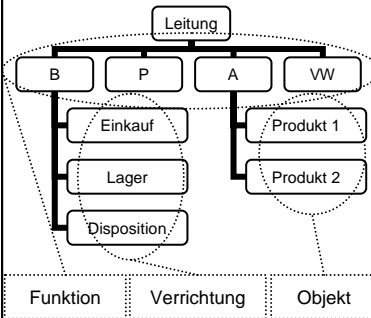 Leitung
B P A VW
Einkauf Produkt 1
Lager Produkt 2
Disposition
Funktion Verrichtung Objekt